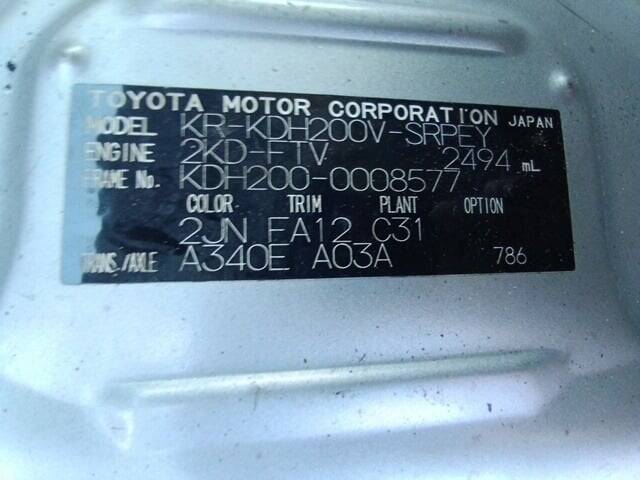 TOYOTA MOTOR CORPORATION JAPAN
MODEL KR-KDH200V-SRPEY
ENGINE 2KD-FTV 2494 mL
FRAME No. KDH200-0008577
COLOR TRIM PLANT OPTION
2JN FA12 C31
TRANS./AXLE A340E A03A 786